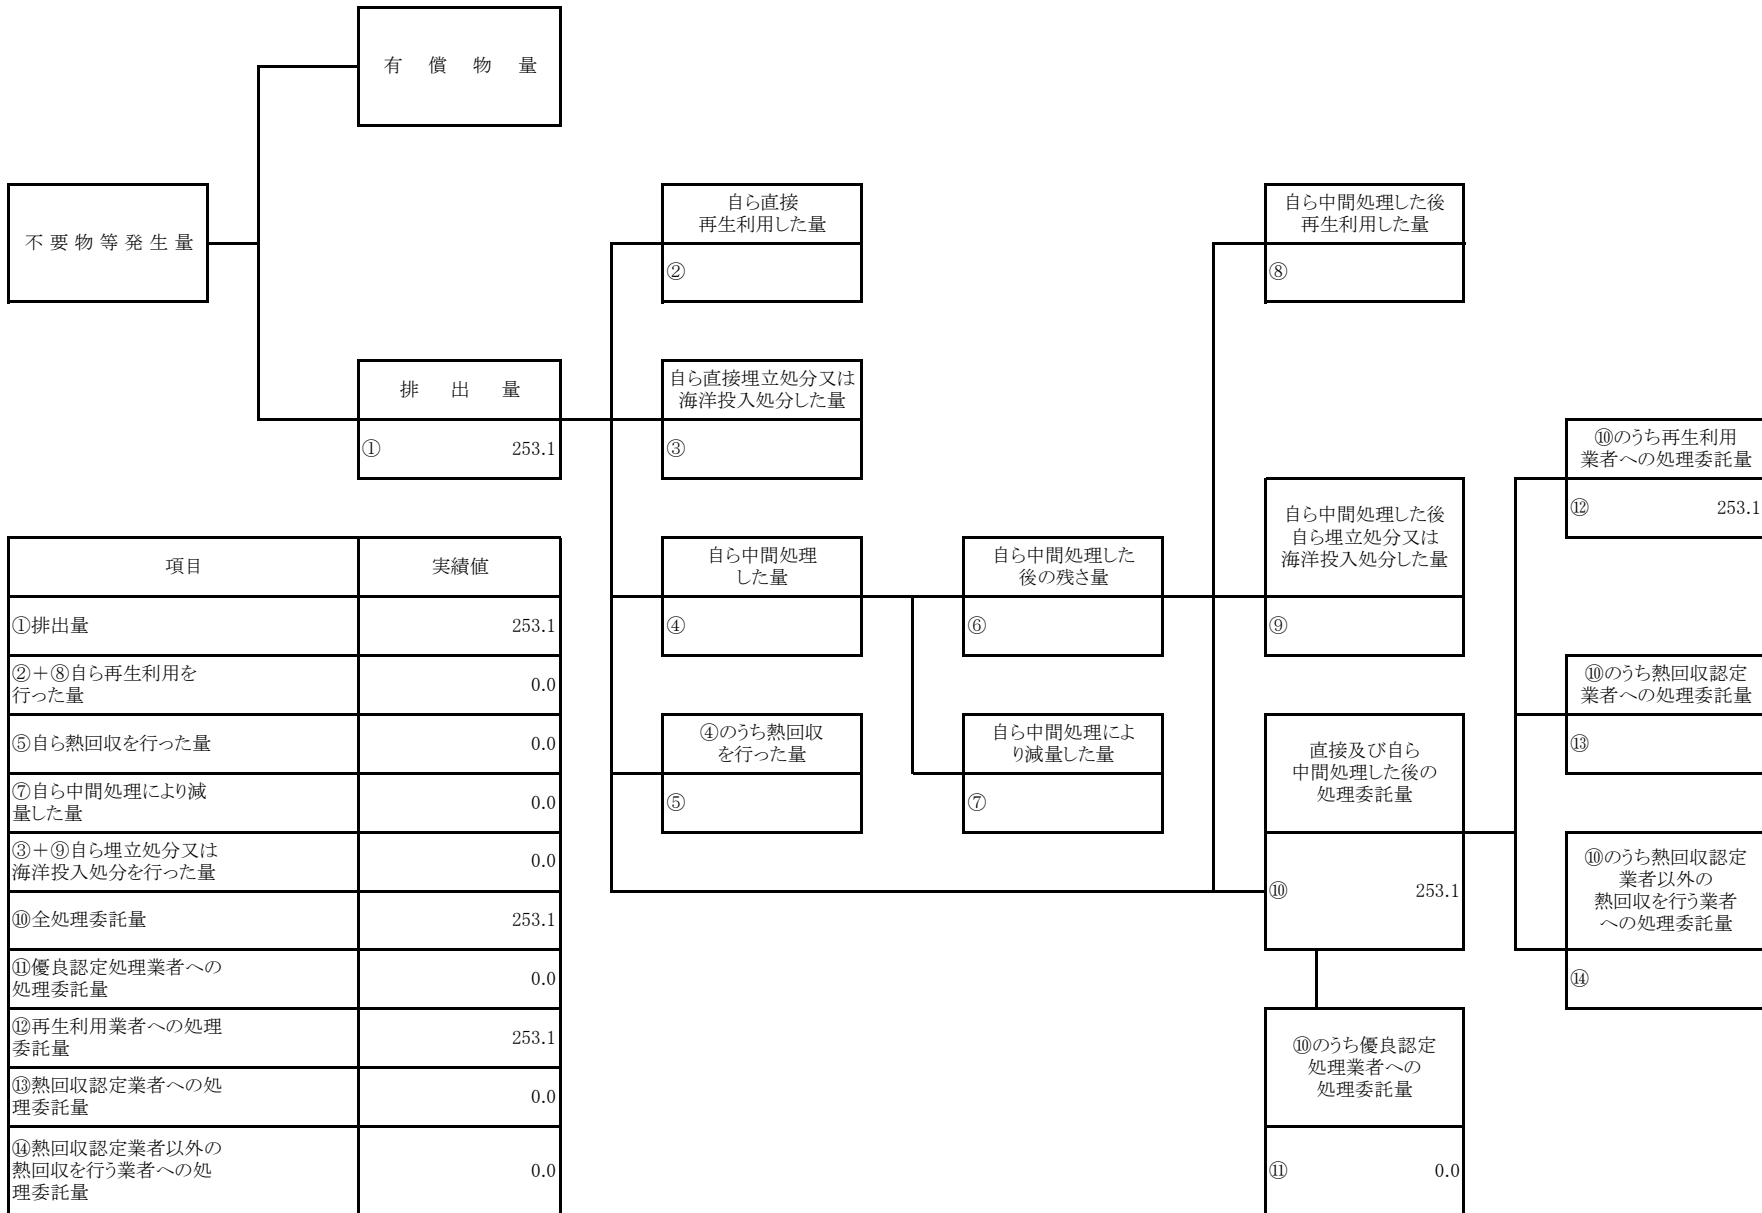 有 償 物 量
不 要 物 等 発 生 量
自ら直接
再生利用した量
②
自ら中間処理した後
再生利用した量
⑧
排 出 量
① 253.1
自ら直接埋立処分又は
海洋投入処分した量
③
⑩のうち再生利用
業者への処理委託量
⑫ 253.1
自ら中間処理した後
自ら埋立処分又は
海洋投入処分した量
⑨
自ら中間処理
した量
④
自ら中間処理した
後の残さ量
⑥
⑩のうち熱回収認定
業者への処理委託量
⑬
④のうち熱回収
を行った量
⑤
自ら中間処理によ
り減量した量
⑦
直接及び自ら
中間処理した後の
処理委託量
⑩ 253.1
⑩のうち熱回収認定
業者以外の
熱回収を行う業者
への処理委託量
⑭
⑩のうち優良認定
処理業者への
処理委託量
⑪ 0.0
項目 実績値
①排出量 253.1
②+⑧自ら再生利用を
行った量 0.0
⑤自ら熱回収を行った量 0.0
⑦自ら中間処理により減
量した量 0.0
③+⑨自ら埋立処分又は
海洋投入処分を行った量 0.0
⑩全処理委託量 253.1
⑪優良認定処理業者への
処理委託量 0.0
⑫再生利用業者への処理
委託量 253.1
⑬熱回収認定業者への処
理委託量 0.0
⑭熱回収認定業者以外の
熱回収を行う業者への処
理委託量 0.0